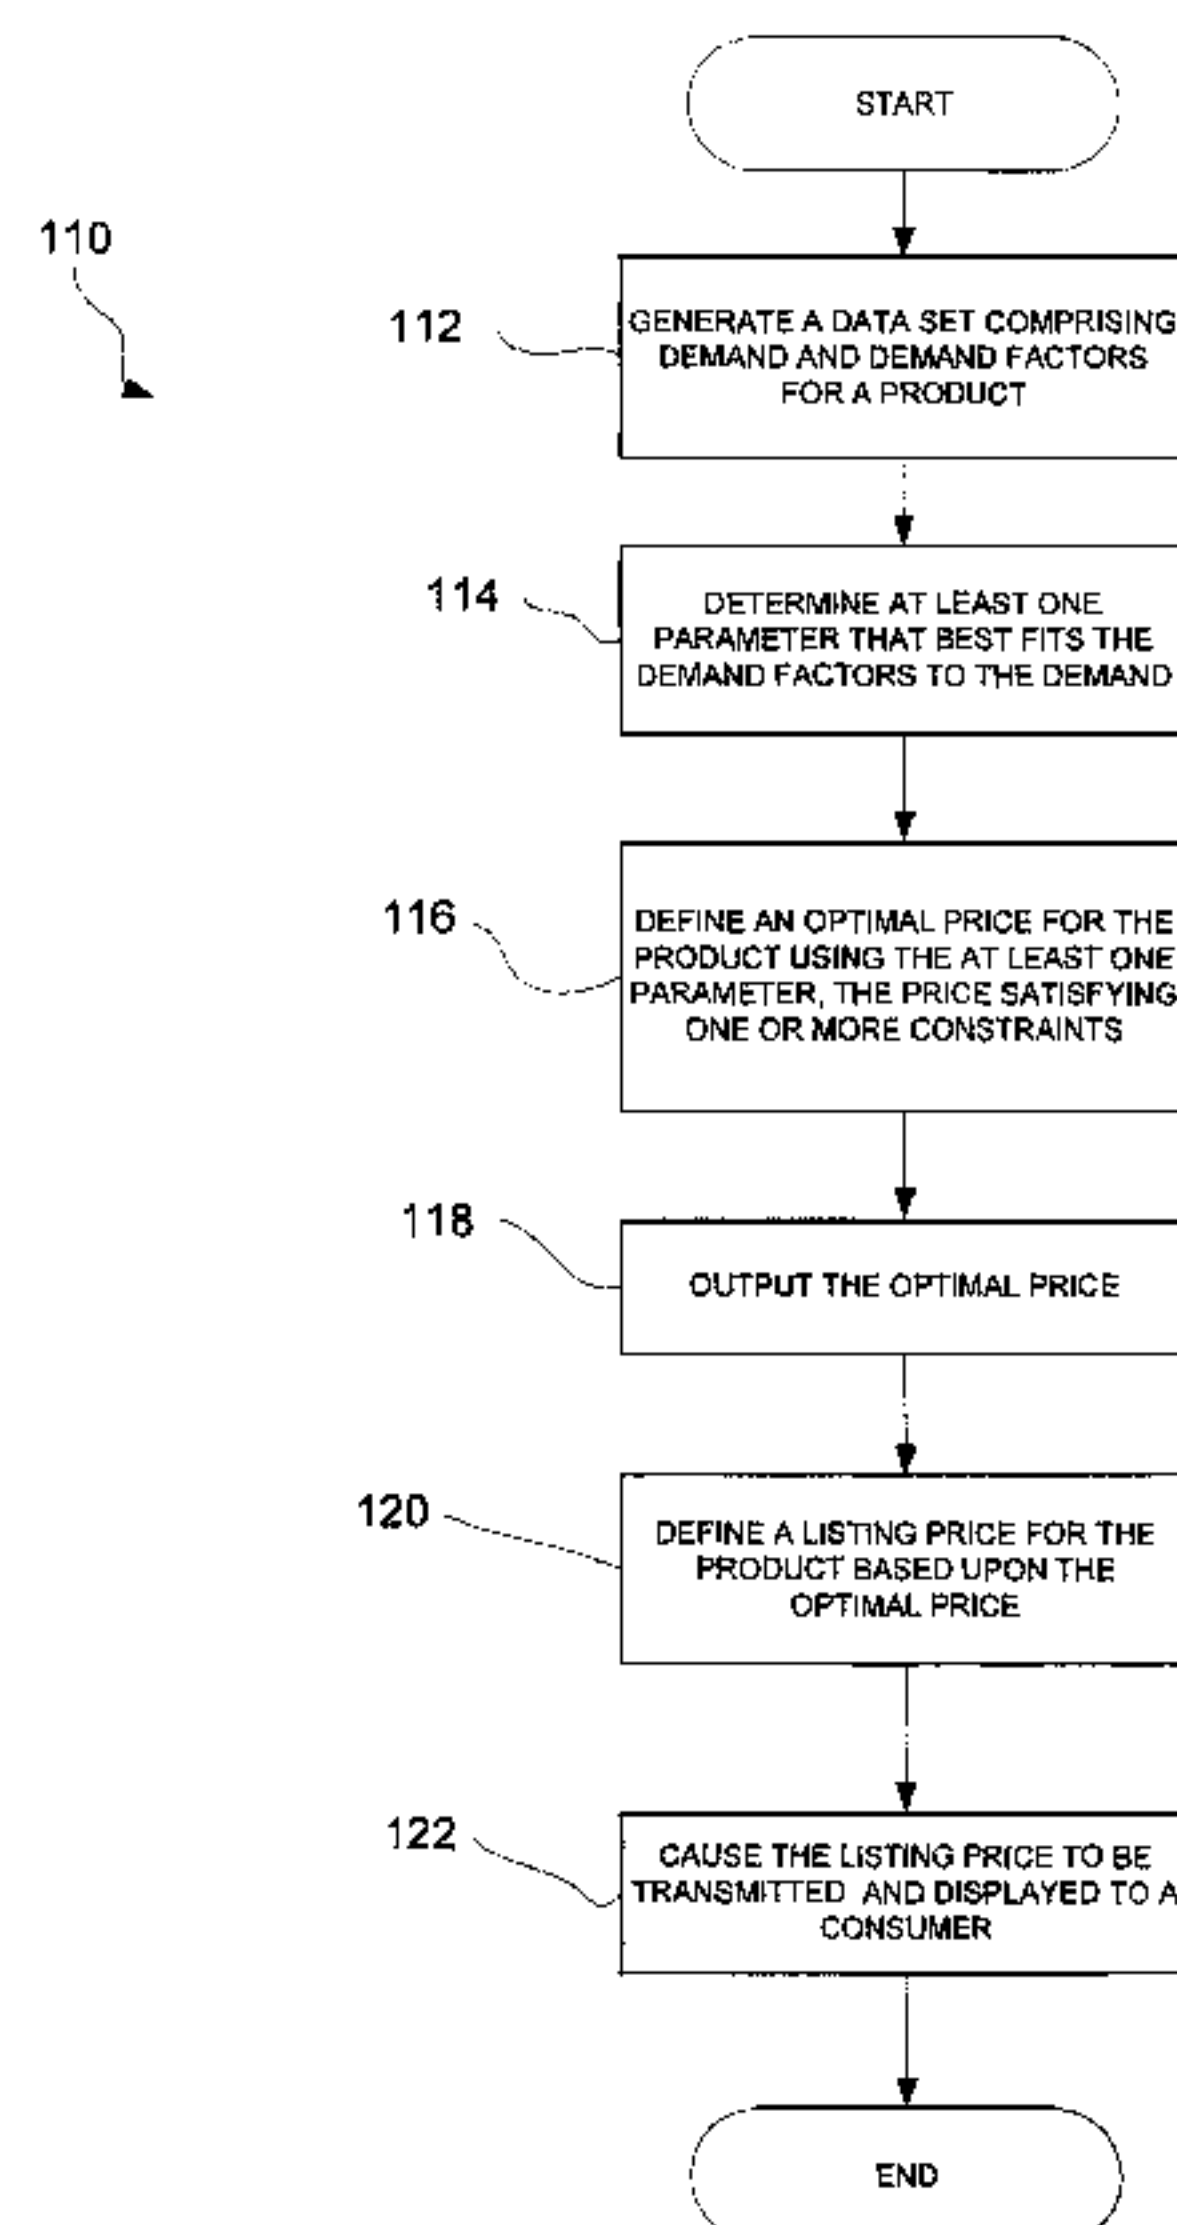 START
110
112
GENERATE A DATA SET COMPRISING
DEMAND AND DEMAND FACTORS
FOR A PRODUCT
114
DETERMINE AT LEAST ONE
PARAMETER THAT BEST FITS THE
DEMAND FACTORS TO THE DEMAND
116
DEFINE AN OPTIMAL PRICE FOR THE
PRODUCT USING THE AT LEAST ONE
PARAMETER, THE PRICE SATISFYING
ONE OR MORE CONSTRAINTS
118
OUTPUT THE OPTIMAL PRICE
120
DEFINE A LISTING PRICE FOR THE
PRODUCT BASED UPON THE
OPTIMAL PRICE
122
CAUSE THE LISTING PRICE TO BE
TRANSMITTED AND DISPLAYED TO A
CONSUMER
END